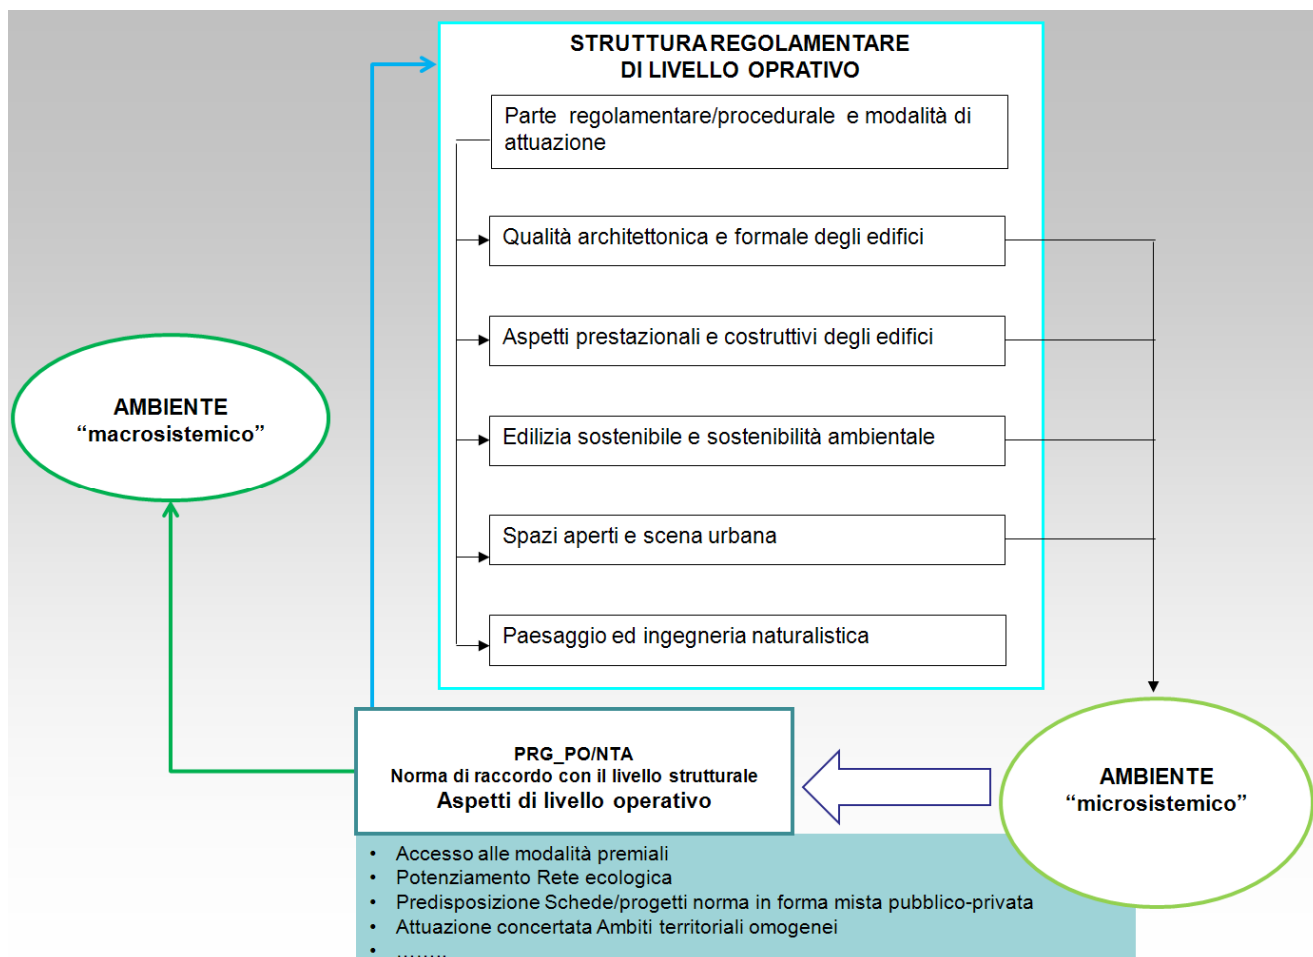 STRUTTURA REGOLAMENTARE
DI LIVELLO OPRATIVO
Parte regolamentare/procedurale e modalità di
attuazione
Qualità architettonica e formale degli edifici
Aspetti prestazionali e costruttivi degli edifici
Edilizia sostenibile e sostenibilità ambientale
Spazi aperti e scena urbana
Paesaggio ed ingegneria naturalistica
AMBIENTE
“macrosistemico”
PRG_PO/NTA
Norma di raccordo con il livello strutturale
Aspetti di livello operativo
AMBIENTE
“microsistemico”
• Accesso alle modalità premiali
• Potenziamento Rete ecologica
• Predisposizione Schede/progetti norma in forma mista pubblico-privata
• Attuazione concertata Ambiti territoriali omogenei
• ………